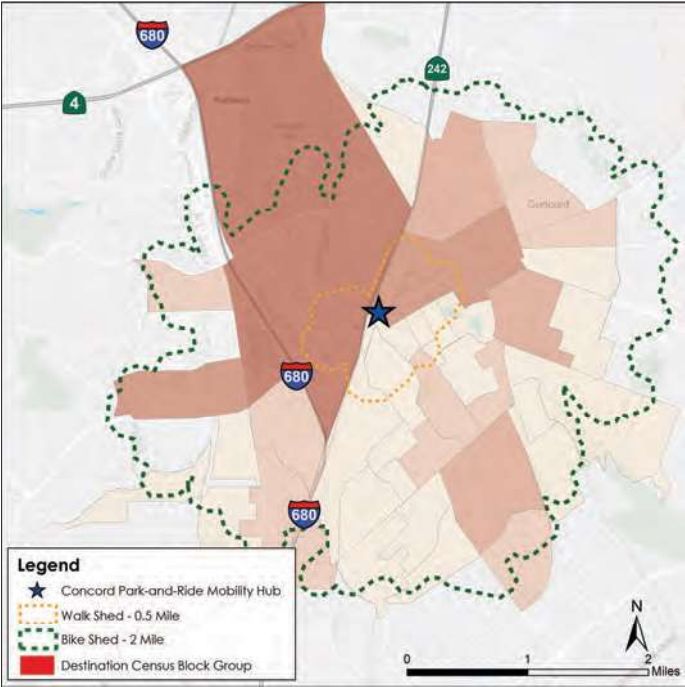 680
242
4
Concord
680
680
Legend
Concord Park-and-Ride Mobility Hub
Walk Shed - 0.5 Mile
Bike Shed - 2 Mile
Destination Census Block Group
N
0 1 2
Miles